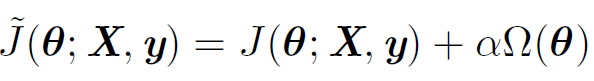 J̃(θ; X, y) = J(θ; X, y) + αΩ(θ)